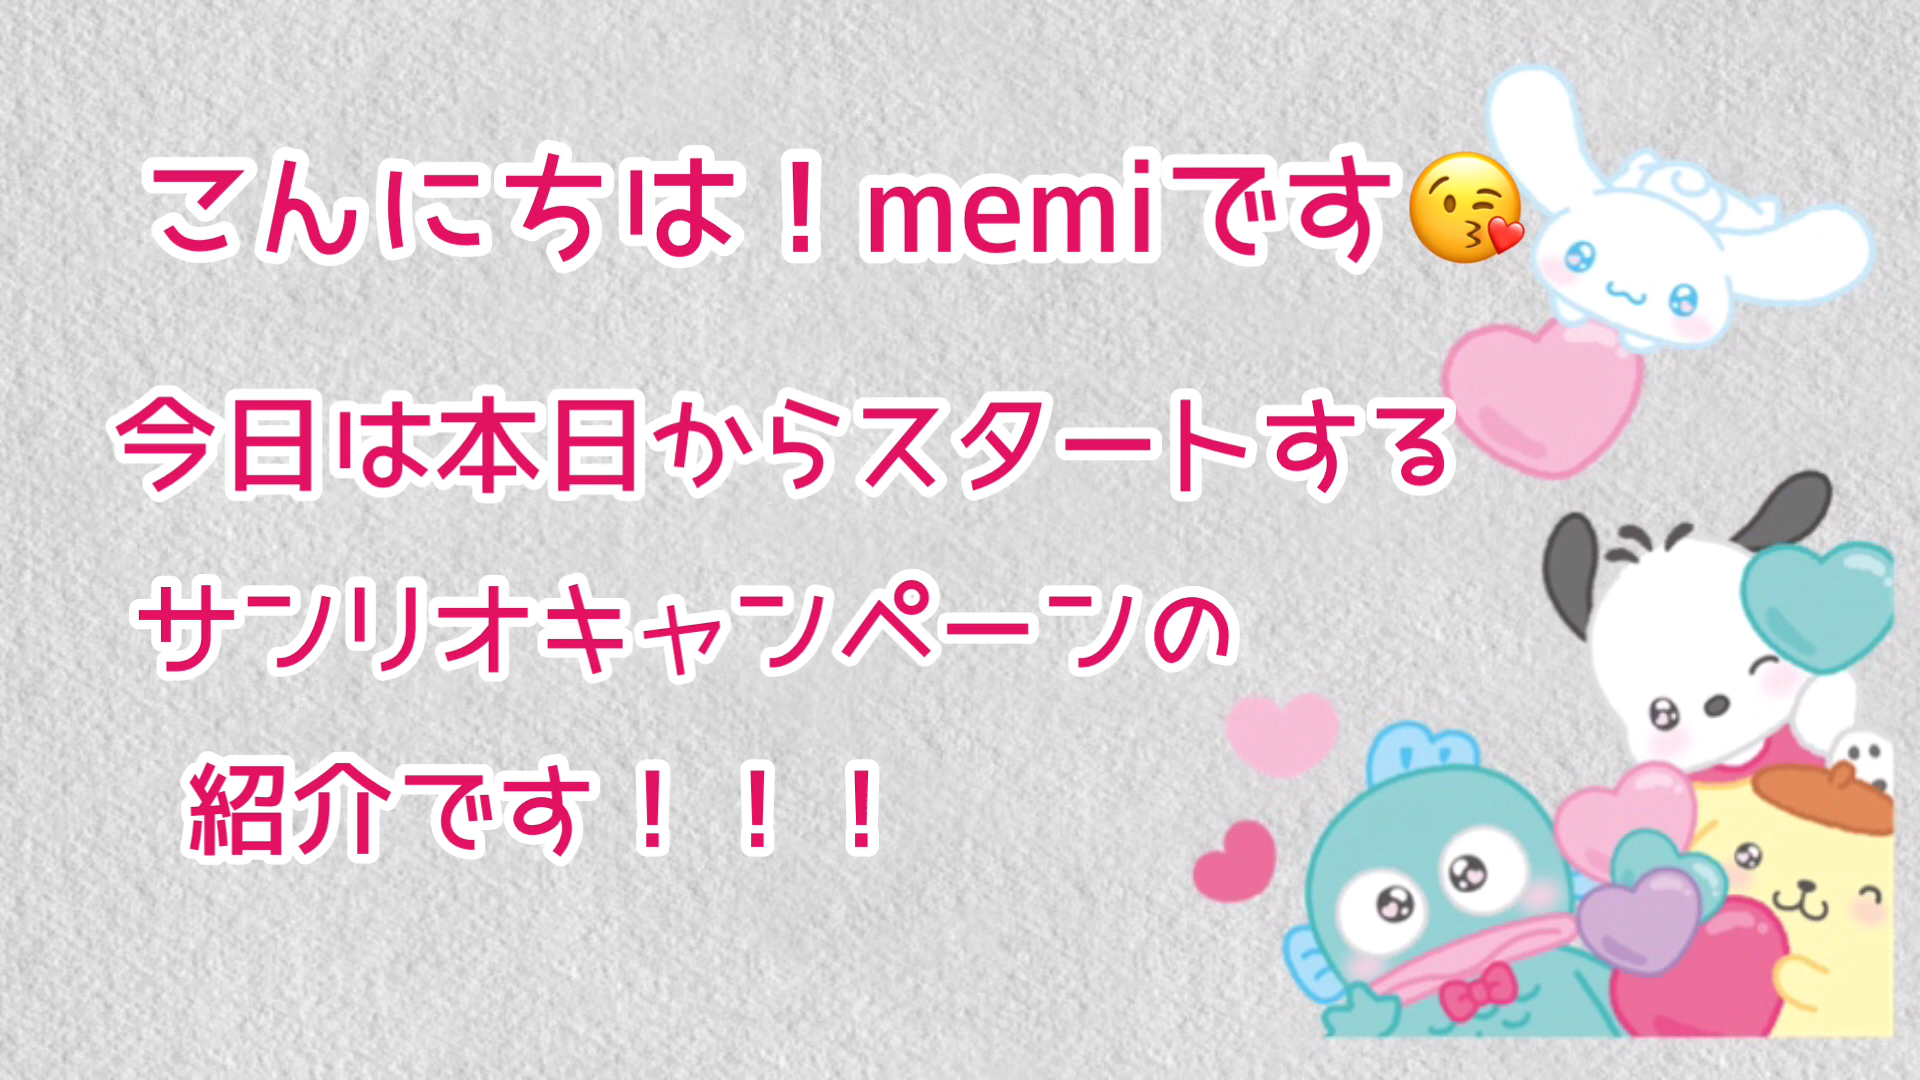 こんにちは！memiです😘
今日は本日からスタートする
サンリオキャンペーンの
紹介です！！！